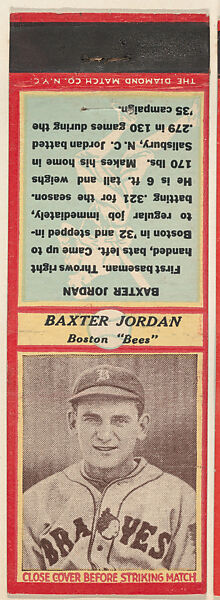 THE DIAMOND MATCH CO. N.Y.C.
BAXTER JORDAN
First baseman. Throws right
handed, bats left. Came up to
Boston in '32 and stepped in-
to regular job immediately,
batting .321 for the season.
He is 6 ft. tall and weighs
170 lbs. Makes his home in
Salisbury, N. C. Jordan batted
.279 in 130 games during the
'35 campaign.
BAXTER JORDAN
Boston "Bees"
B
BRAVES
CLOSE COVER BEFORE STRIKING MATCH